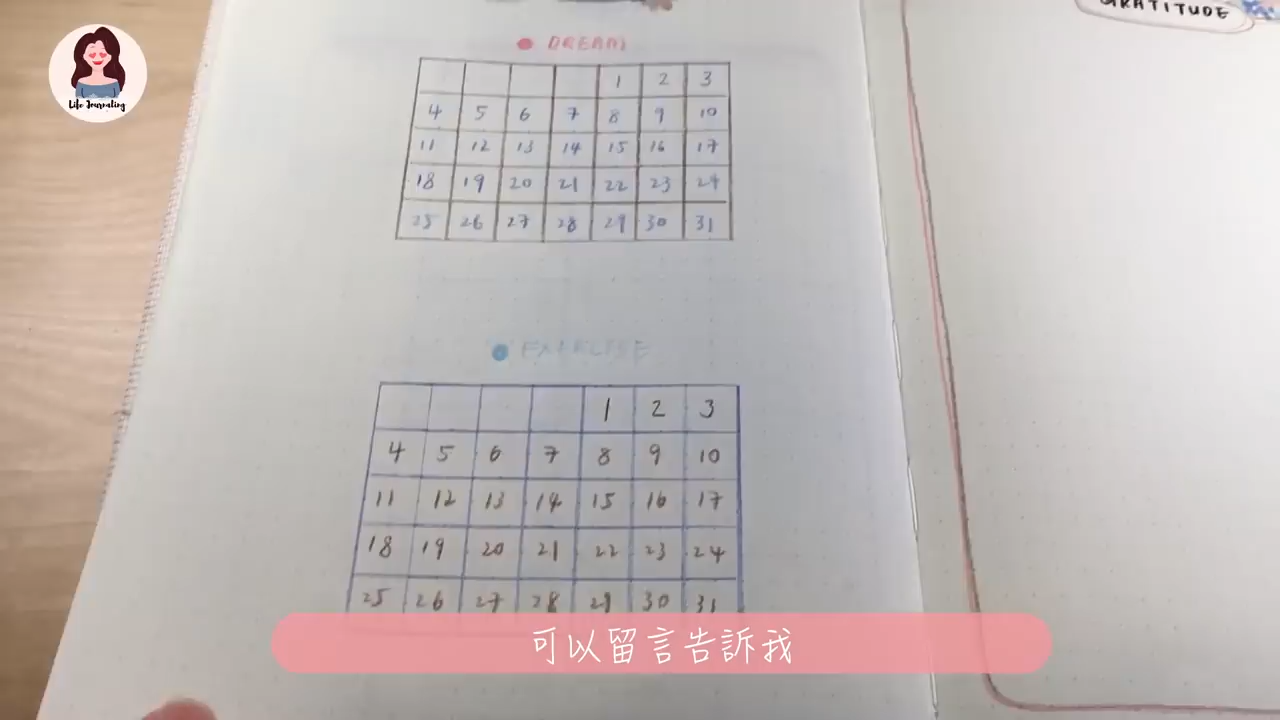 Life Journaling
GRATITUDE
DREAM
1 2 3
4 5 6 7 8 9 10
11 12 13 14 15 16 17
18 19 20 21 22 23 24
25 26 27 28 29 30 31
EXERCISE
1 2 3
4 5 6 7 8 9 10
11 12 13 14 15 16 17
18 19 20 21 22 23 24
25 26 27 28 29 30 31
可以留言告訴我